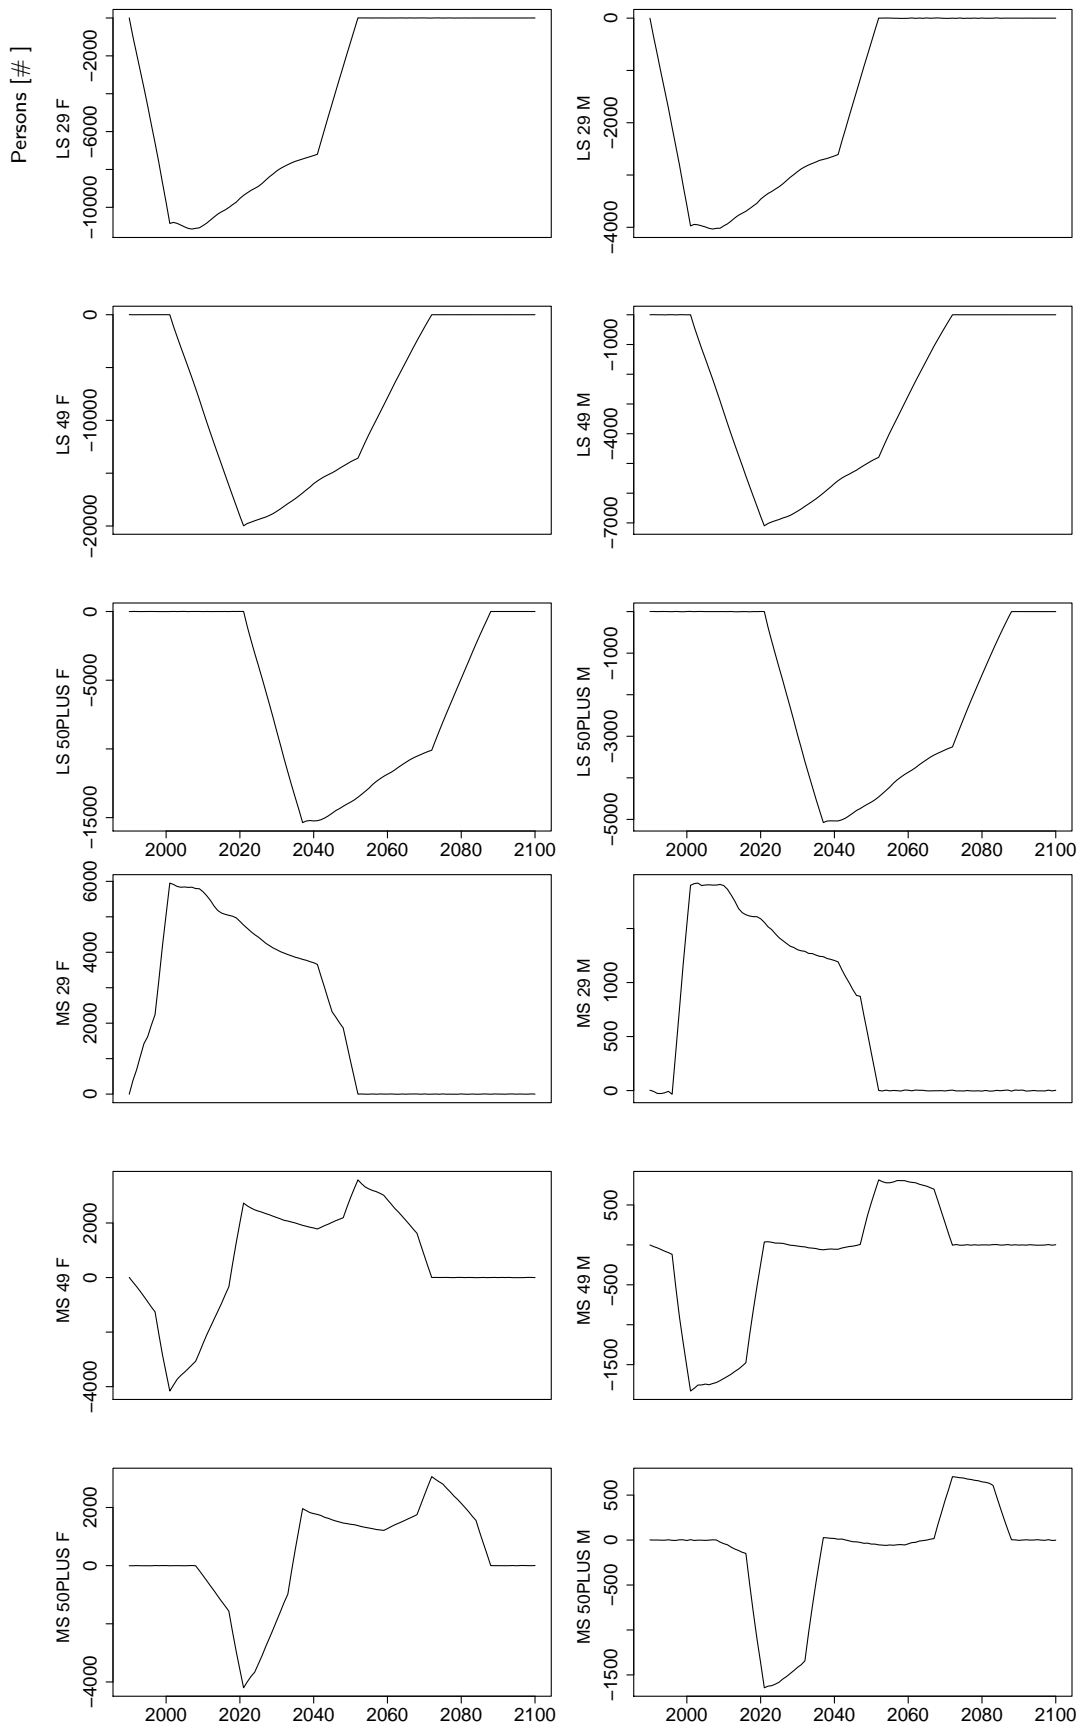 Persons [# ]
LS 29 F
−10000 −6000 −2000
LS 29 M
−4000 −2000 0
LS 49 F
−20000 −10000 0
LS 49 M
−7000 −4000 −1000
LS 50PLUS F
−15000 −5000 0
2000 2020 2040 2060 2080 2100
LS 50PLUS M
−5000 −3000 −1000
2000 2020 2040 2060 2080 2100
MS 29 F
0 2000 4000 6000
MS 29 M
0 500 1000
MS 49 F
−4000 0 2000
MS 49 M
−1500 −500 500
MS 50PLUS F
−4000 0 2000
2000 2020 2040 2060 2080 2100
MS 50PLUS M
−1500 −500 0 500
2000 2020 2040 2060 2080 2100